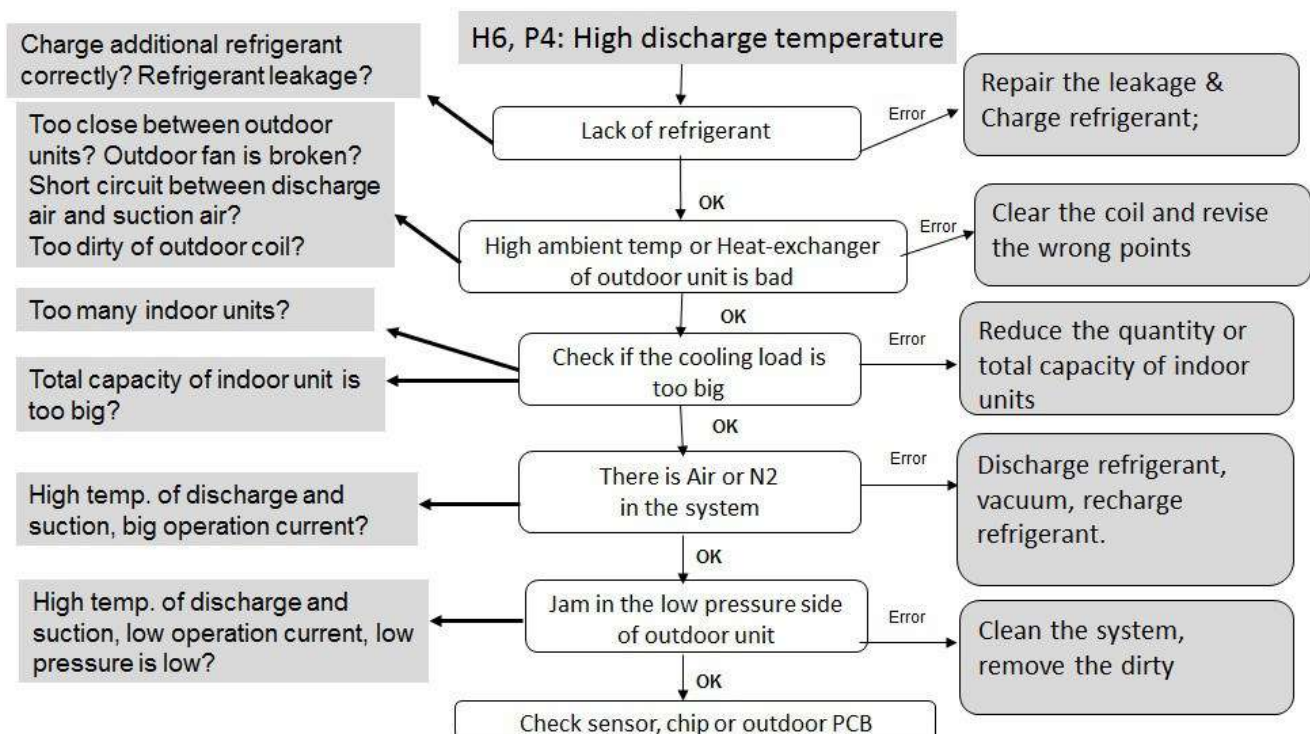 H6, P4: High discharge temperature
Charge additional refrigerant
correctly? Refrigerant leakage?
Lack of refrigerant
Error
Repair the leakage &
Charge refrigerant;
OK
Too close between outdoor
units? Outdoor fan is broken?
Short circuit between discharge
air and suction air?
Too dirty of outdoor coil?
High ambient temp or Heat-exchanger
of outdoor unit is bad
Error
Clear the coil and revise
the wrong points
OK
Too many indoor units?
Total capacity of indoor unit is
too big?
Check if the cooling load is
too big
Error
Reduce the quantity or
total capacity of indoor
units
OK
High temp. of discharge and
suction, big operation current?
There is Air or N2
in the system
Error
Discharge refrigerant,
vacuum, recharge
refrigerant.
OK
High temp. of discharge and
suction, low operation current, low
pressure is low?
Jam in the low pressure side
of outdoor unit
Error
Clean the system,
remove the dirty
OK
Check sensor, chip or outdoor PCB